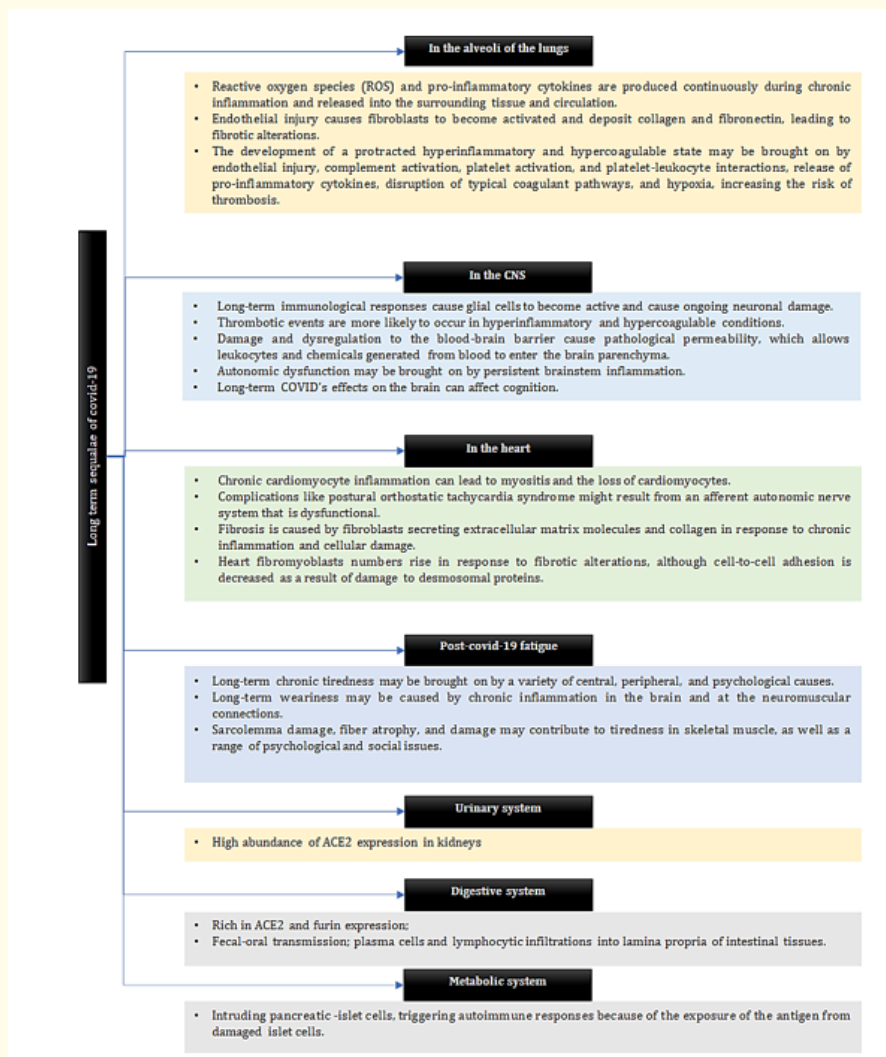 Long term sequalae of covid-19
In the alveoli of the lungs
• Reactive oxygen species (ROS) and pro-inflammatory cytokines are produced continuously during chronic
inflammation and released into the surrounding tissue and circulation.
• Endothelial injury causes fibroblasts to become activated and deposit collagen and fibronectin, leading to
fibrotic alterations.
• The development of a protracted hyperinflammatory and hypercoagulable state may be brought on by
endothelial injury, complement activation, platelet activation, and platelet-leukocyte interactions, release of
pro-inflammatory cytokines, disruption of typical coagulant pathways, and hypoxia, increasing the risk of
thrombosis.
In the CNS
• Long-term immunological responses cause glial cells to become active and cause ongoing neuronal damage.
• Thrombotic events are more likely to occur in hyperinflammatory and hypercoagulable conditions.
• Damage and dysregulation to the blood-brain barrier cause pathological permeability, which allows
leukocytes and chemicals generated from blood to enter the brain parenchyma.
• Autonomic dysfunction may be brought on by persistent brainstem inflammation.
• Long-term COVID's effects on the brain can affect cognition.
In the heart
• Chronic cardiomyocyte inflammation can lead to myositis and the loss of cardiomyocytes.
• Complications like postural orthostatic tachycardia syndrome might result from an afferent autonomic nerve
system that is dysfunctional.
• Fibrosis is caused by fibroblasts secreting extracellular matrix molecules and collagen in response to chronic
inflammation and cellular damage.
• Heart fibromyoblasts numbers rise in response to fibrotic alterations, although cell-to-cell adhesion is
decreased as a result of damage to desmosomal proteins.
Post-covid-19 fatigue
• Long-term chronic tiredness may be brought on by a variety of central, peripheral, and psychological causes.
• Long-term weariness may be caused by chronic inflammation in the brain and at the neuromuscular
connections.
• Sarcolemma damage, fiber atrophy, and damage may contribute to tiredness in skeletal muscle, as well as a
range of psychological and social issues.
Urinary system
• High abundance of ACE2 expression in kidneys
Digestive system
• Rich in ACE2 and furin expression;
• Fecal-oral transmission; plasma cells and lymphocytic infiltrations into lamina propria of intestinal tissues.
Metabolic system
• Intruding pancreatic -islet cells, triggering autoimmune responses because of the exposure of the antigen from
damaged islet cells.